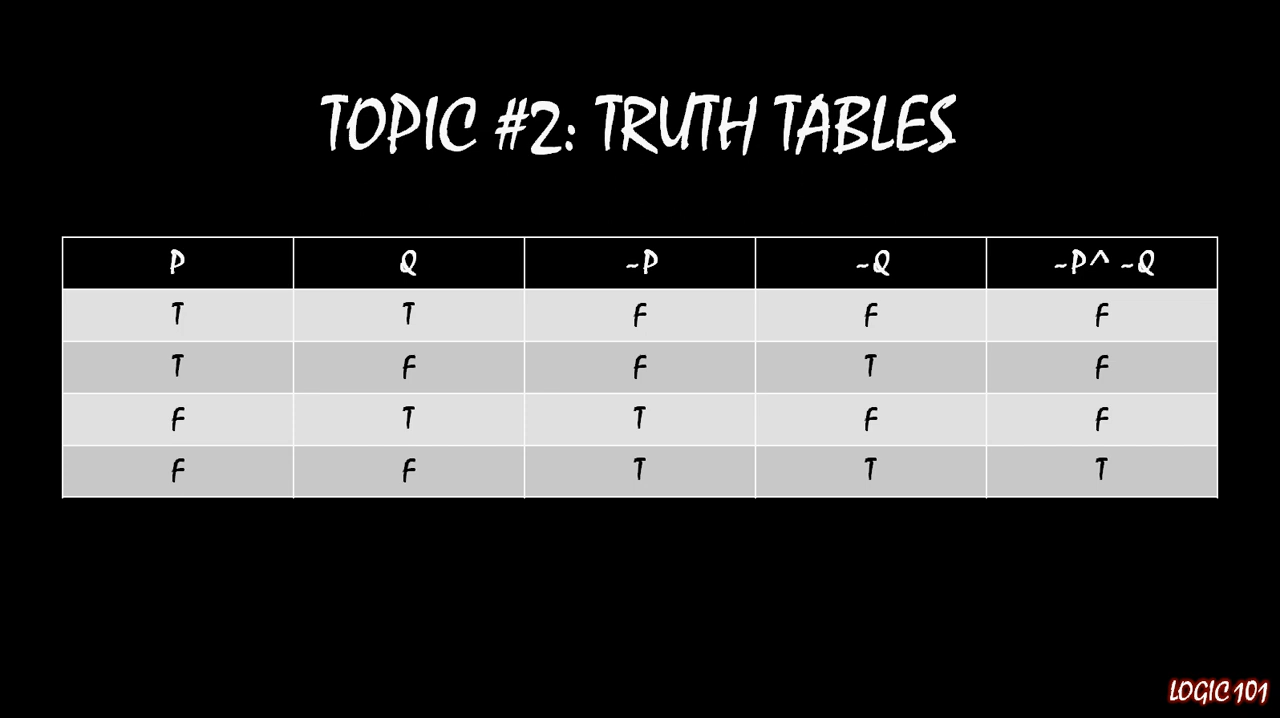 TOPIC #2: TRUTH TABLES
P Q ~P ~Q ~P^ ~Q
T T F F F
T F F T F
F T T F F
F F T T T
LOGIC 101